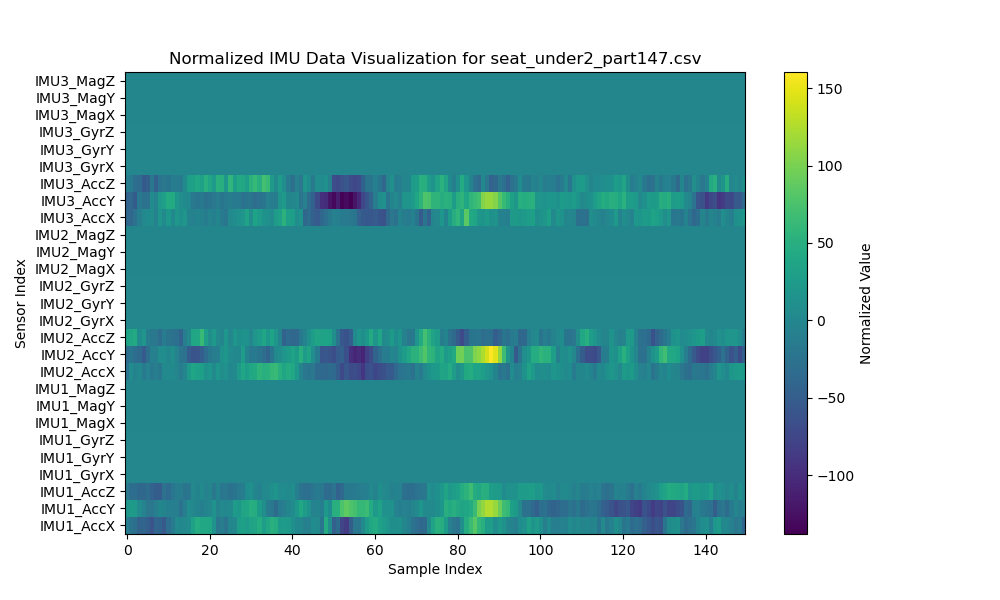 Normalized IMU Data Visualization for seat_under2_part147.csv
IMU3_MagZ
IMU3_MagY
IMU3_MagX
IMU3_GyrZ
IMU3_GyrY
IMU3_GyrX
IMU3_AccZ
IMU3_AccY
IMU3_AccX
IMU2_MagZ
IMU2_MagY
IMU2_MagX
IMU2_GyrZ
IMU2_GyrY
IMU2_GyrX
IMU2_AccZ
IMU2_AccY
IMU2_AccX
IMU1_MagZ
IMU1_MagY
IMU1_MagX
IMU1_GyrZ
IMU1_GyrY
IMU1_GyrX
IMU1_AccZ
IMU1_AccY
IMU1_AccX
Sensor Index
0 20 40 60 80 100 120 140
Sample Index
150
100
50
0
−50
−100
Normalized Value